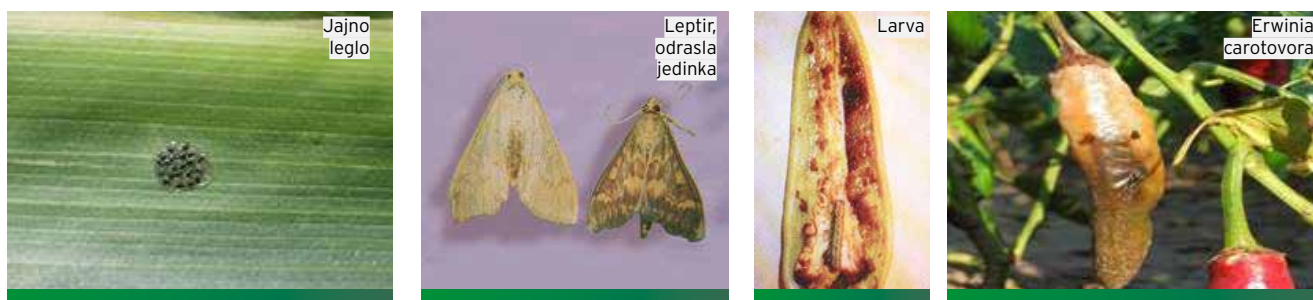 Jajno
leglo
Leptir,
odrasla
jedinka
Larva
Erwinia
carotovora